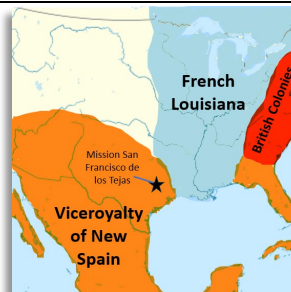 French
Louisiana
British Colonies
Mission San
Francisco de
los Tejas
Viceroyalty
of New
Spain